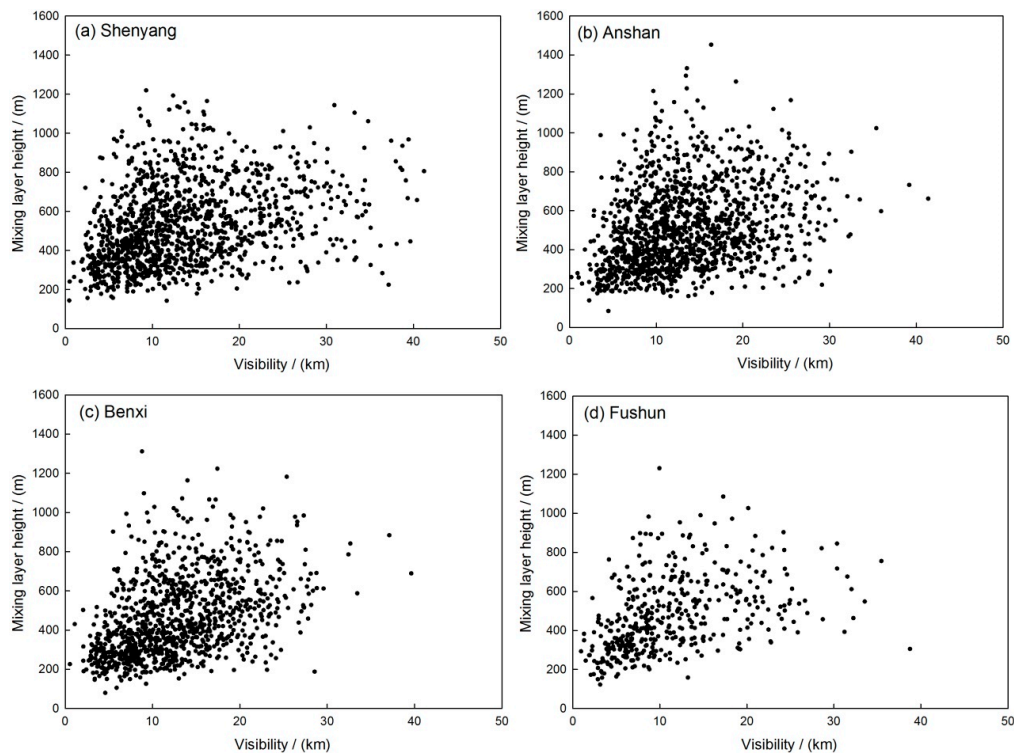 1600
1400
1200
1000
800
600
400
200
0
Mixing layer height / (m)
(a) Shenyang
0 10 20 30 40 50
Visibility / (km)
1600
1400
1200
1000
800
600
400
200
0
Mixing layer height / (m)
(b) Anshan
0 10 20 30 40 50
Visibility / (km)
1600
1400
1200
1000
800
600
400
200
0
Mixing layer height / (m)
(c) Benxi
0 10 20 30 40 50
Visibility / (km)
1600
1400
1200
1000
800
600
400
200
0
Mixing layer height / (m)
(d) Fushun
0 10 20 30 40 50
Visibility / (km)